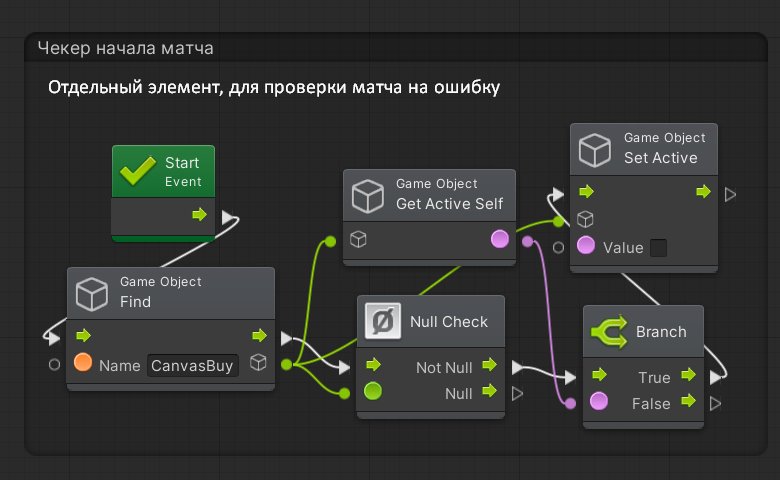 Чекер начала матча
Отдельный элемент, для проверки матча на ошибку
Start
Event
Game Object
Find
Name CanvasBuy
Game Object
Get Active Self
Null Check
Not Null
Null
Game Object
Set Active
Value
Branch
True
False